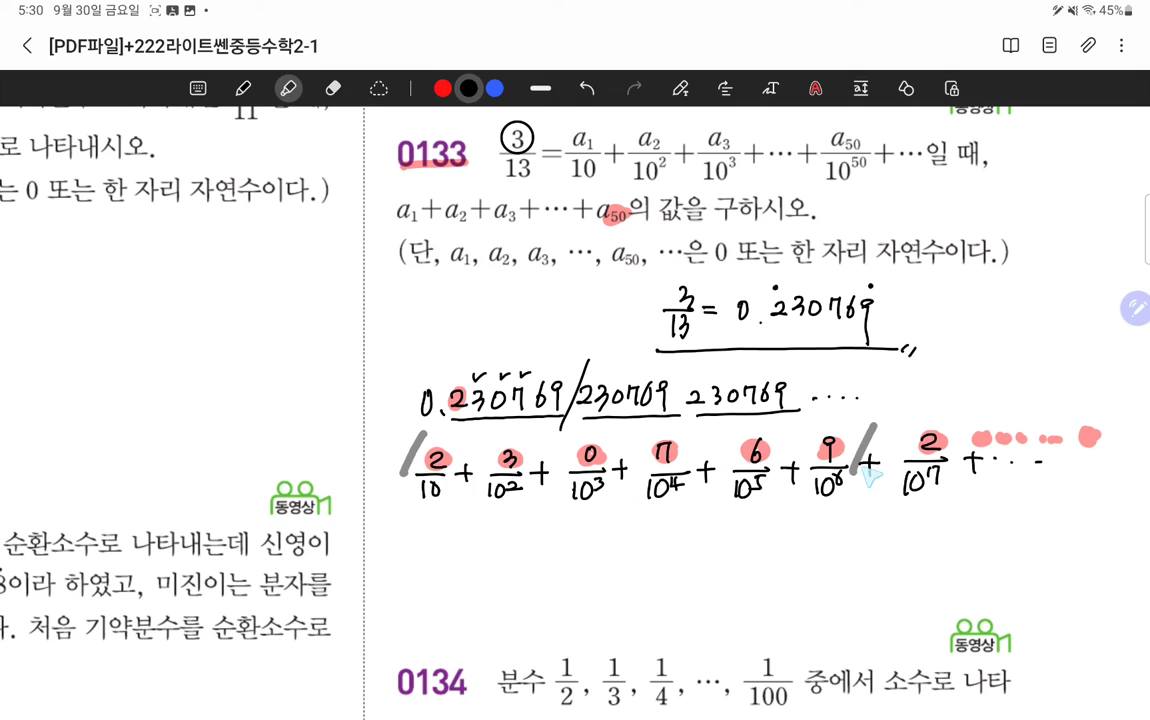 5:30 9월 30일 금요일 45%
[PDF파일]+222라이트쎈중등수학2-1
11
로 나타내시오.
는 0 또는 한 자리 자연수이다.)
동영상
순환소수로 나타내는데 신영이
8이라 하였고, 미진이는 분자를
다. 처음 기약분수를 순환소수로
동영상
0133 3/13 = a₁/10 + a₂/10² + a₃/10³ + ⋯ + a₅₀/10⁵⁰ + ⋯일 때,
a₁+a₂+a₃+⋯+a₅₀의 값을 구하시오.
(단, a₁, a₂, a₃, ⋯, a₅₀, ⋯은 0 또는 한 자리 자연수이다.)
3/13 = 0.2̇30769̇
0.230769/230769 230769 ....
/ 2/10 + 3/10² + 0/10³ + 7/10⁴ + 6/10⁵ + 9/10⁶ / + 2/10⁷ + ...
동영상
0134 분수 1/2, 1/3, 1/4, ⋯, 1/100 중에서 소수로 나타